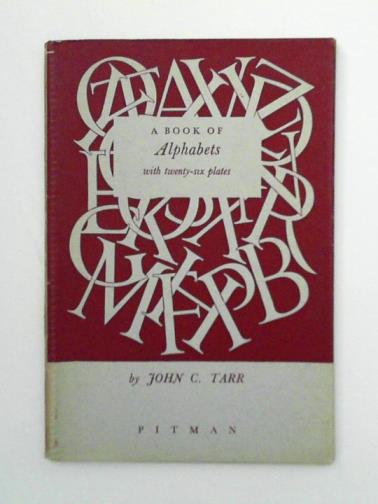 A BOOK OF
Alphabets
with twenty-six plates
by JOHN C. TARR
PITMAN